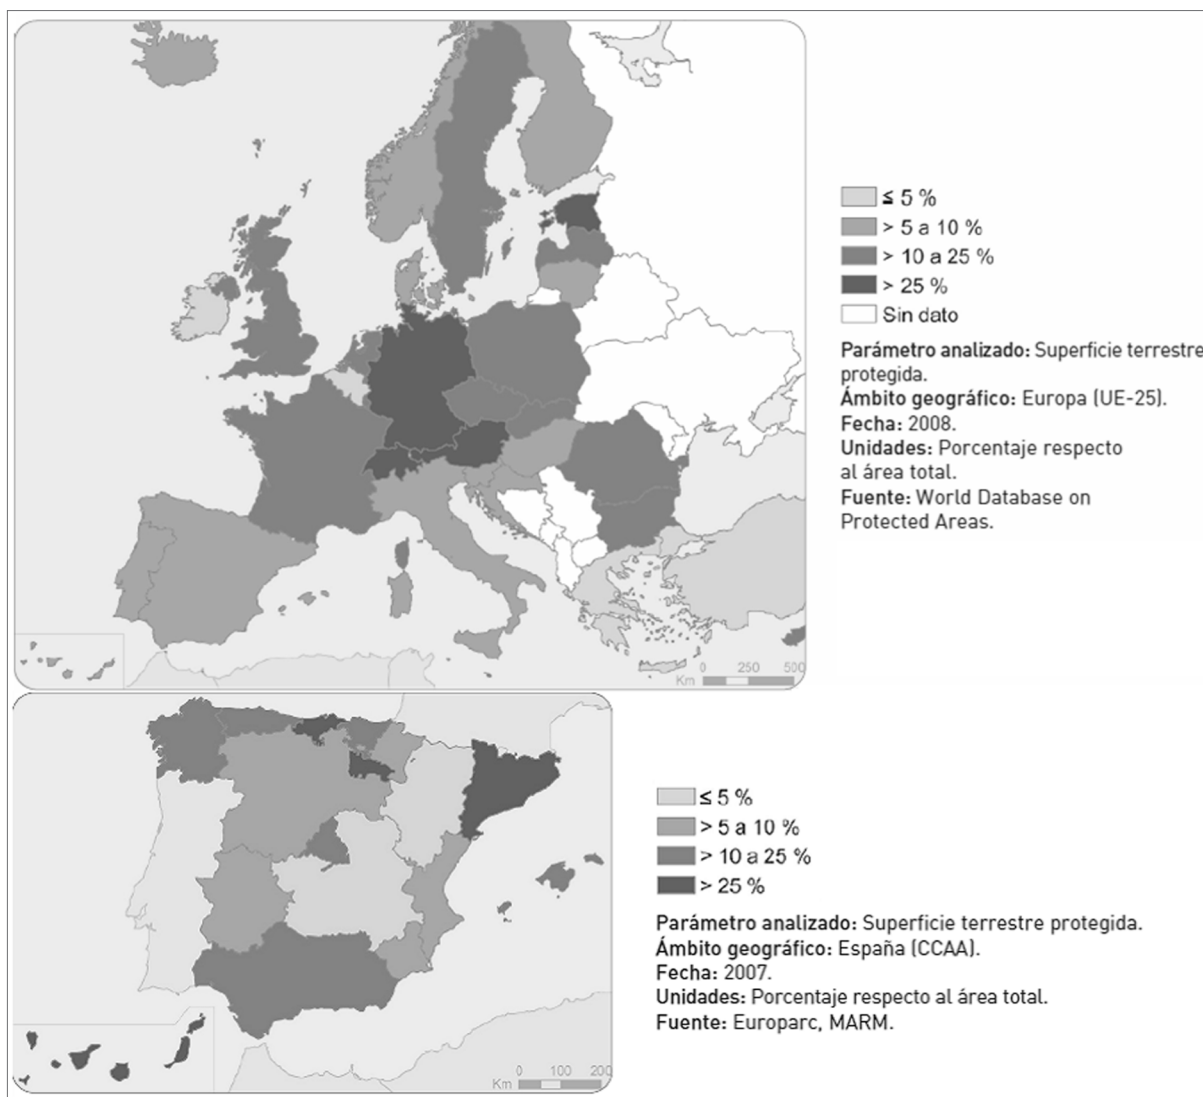 ≤ 5 %
> 5 a 10 %
> 10 a 25 %
> 25 %
Sin dato
Parámetro analizado: Superficie terrestre
protegida.
Ámbito geográfico: Europa (UE-25).
Fecha: 2008.
Unidades: Porcentaje respecto
al área total.
Fuente: World Database on
Protected Areas.
0 250 500
Km
≤ 5 %
> 5 a 10 %
> 10 a 25 %
> 25 %
Parámetro analizado: Superficie terrestre protegida.
Ámbito geográfico: España (CCAA).
Fecha: 2007.
Unidades: Porcentaje respecto al área total.
Fuente: Europarc, MARM.
0 100 200
Km